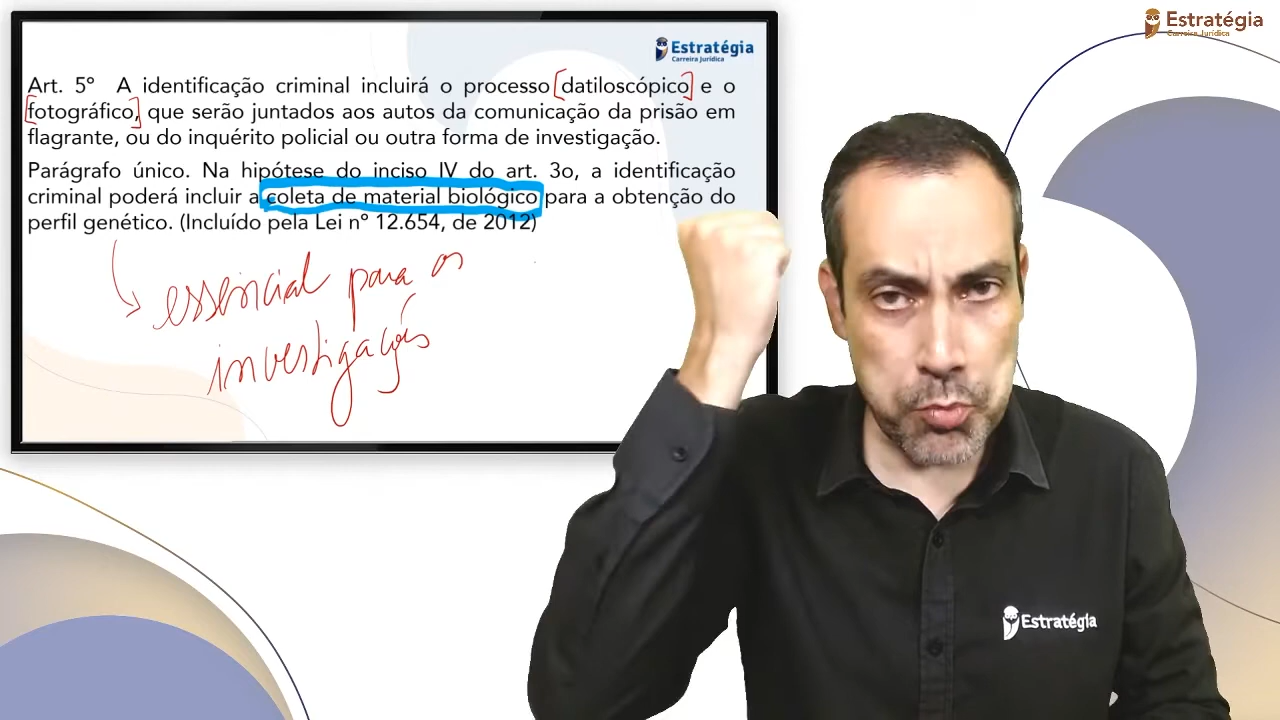 Estratégia
Carreira Jurídica
Estratégia
Carreira Jurídica
Art. 5º A identificação criminal incluirá o processo datiloscópico e o
fotográfico, que serão juntados aos autos da comunicação da prisão em
flagrante, ou do inquérito policial ou outra forma de investigação.
Parágrafo único. Na hipótese do inciso IV do art. 3o, a identificação
criminal poderá incluir a coleta de material biológico para a obtenção do
perfil genético. (Incluído pela Lei nº 12.654, de 2012)
essencial para as
investigações
Estratégia